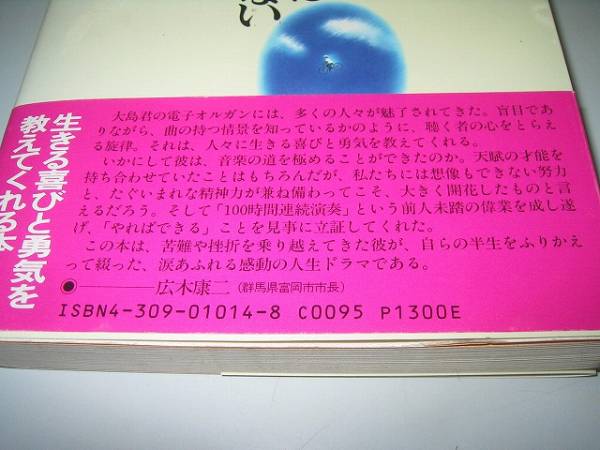 ない
大島君の電子オルガンには、多くの人々が魅了されてきた。盲目であ
りながら、曲の持つ情景を知っているかのように、聴く者の心をとらえ
る旋律。それは、人々に生きる喜びと勇気を教えてくれる。
いかにして彼は、音楽の道を極めることができたのか。天賦の才能を
持ち合わせていたことはもちろんだが、私たちには想像もできない努力
と、たぐいまれな精神力が兼ね備わってこそ、大きく開花したものと言
えるだろう。そして「100時間連続演奏」という前人未踏の偉業を成し遂
げ、「やればできる」ことを見事に立証してくれた。
この本は、苦難や挫折を乗り越えてきた彼が、自らの半生をふりかえ
って綴った、涙あふれる感動の人生ドラマである。
●——広木康二(群馬県富岡市市長)
ISBN4-309-01014-8 C0095 P1300E
生きる喜びと勇気を
教えてくれる本